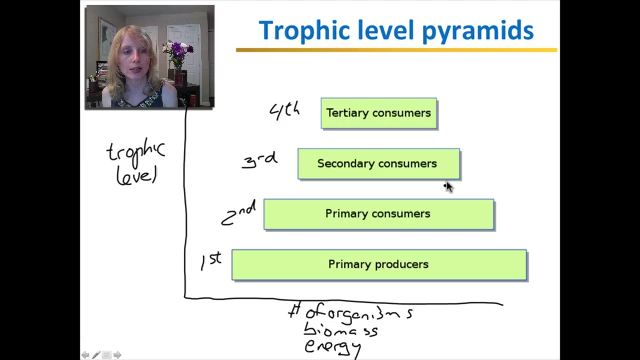 Trophic level pyramids
4th
Tertiary consumers
trophic
level
3rd
Secondary consumers
2nd
Primary consumers
1st
Primary producers
# of organisms
biomass
energy